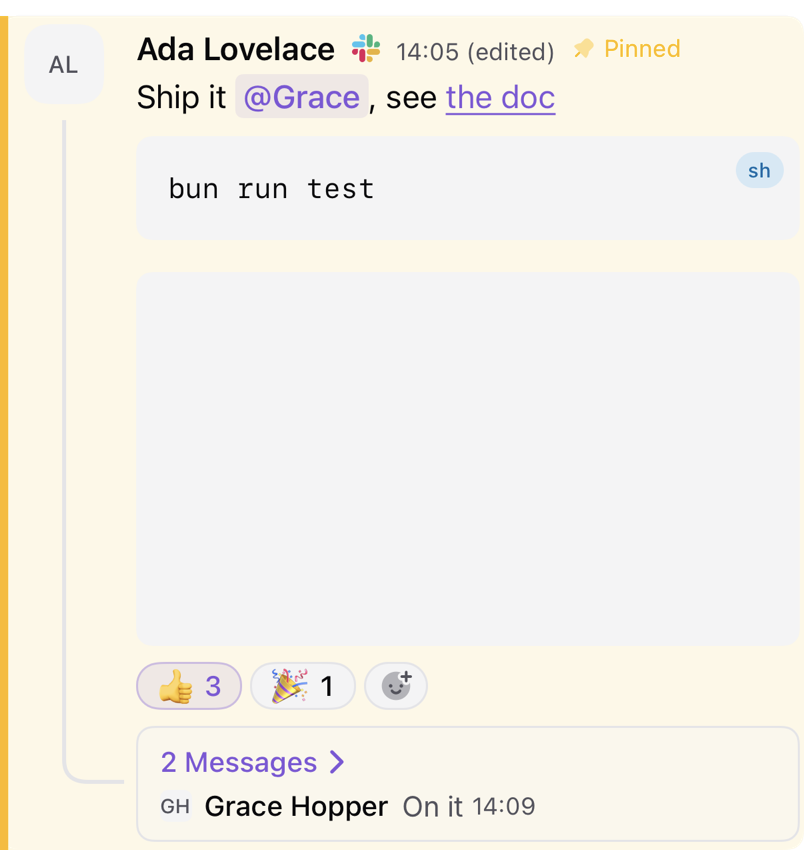 AL
Ada Lovelace 14:05 (edited) Pinned
Ship it @Grace, see the doc
sh
bun run test
3 1
2 Messages
GH Grace Hopper On it 14:09